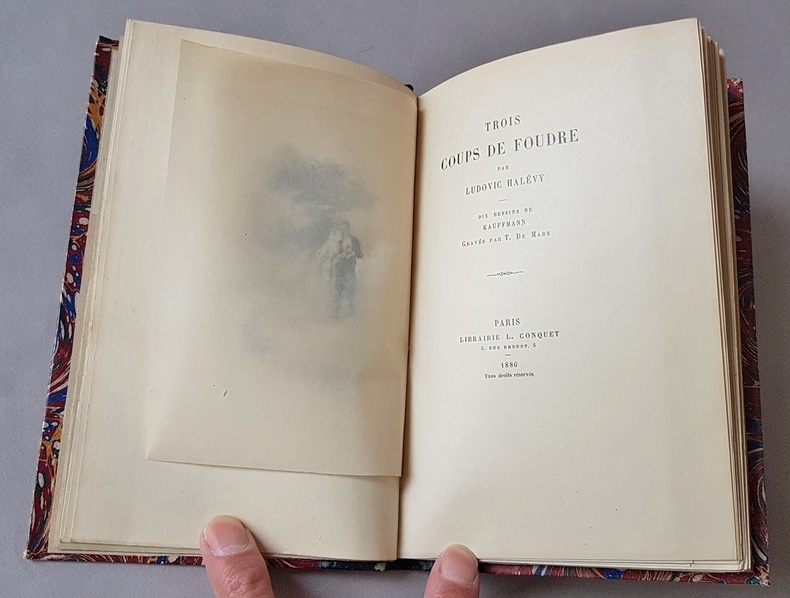 TROIS
COUPS DE FOUDRE
PAR
LUDOVIC HALÉVY
DIX DESSINS DE
KAUFFMANN
GRAVÉS PAR T. DE MARE
PARIS
LIBRAIRIE L. CONQUET
5, RUE DROUOT, 5
1886
Tous droits réservés.